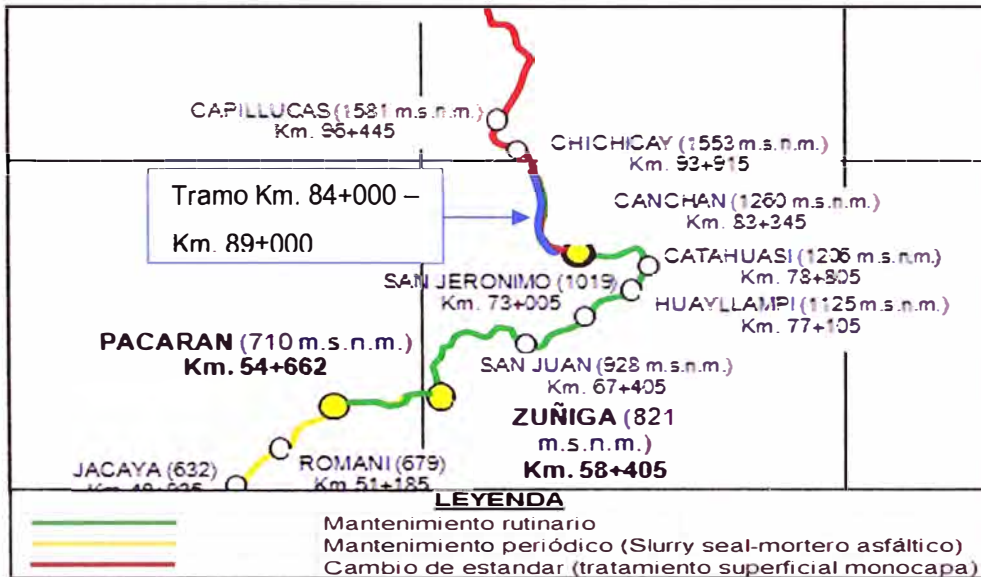 CAPILLUCAS (1581 m.s.n.m.)
Km. 95+445
CHICHICAY (1553 m.s.n.m.)
Km. 93+915
Tramo Km. 84+000 –
Km. 89+000
CANCHAN (1260 m.s.n.m.)
Km. 83+345
CATAHUASI (1206 m.s.n.m.)
Km. 78+805
SAN JERONIMO (1019)
Km. 73+005
HUAYLLAMPI (1125 m.s.n.m.)
Km. 77+105
PACARAN (710 m.s.n.m.)
Km. 54+662
SAN JUAN (928 m.s.n.m.)
Km. 67+405
ZUÑIGA (821
m.s.n.m.)
Km. 58+405
JACAYA (632)
ROMANI (679)
Km. 51+185
LEYENDA
Mantenimiento rutinario
Mantenimiento periódico (Slurry seal-mortero asfáltico)
Cambio de estandar (tratamiento superficial monocapa)